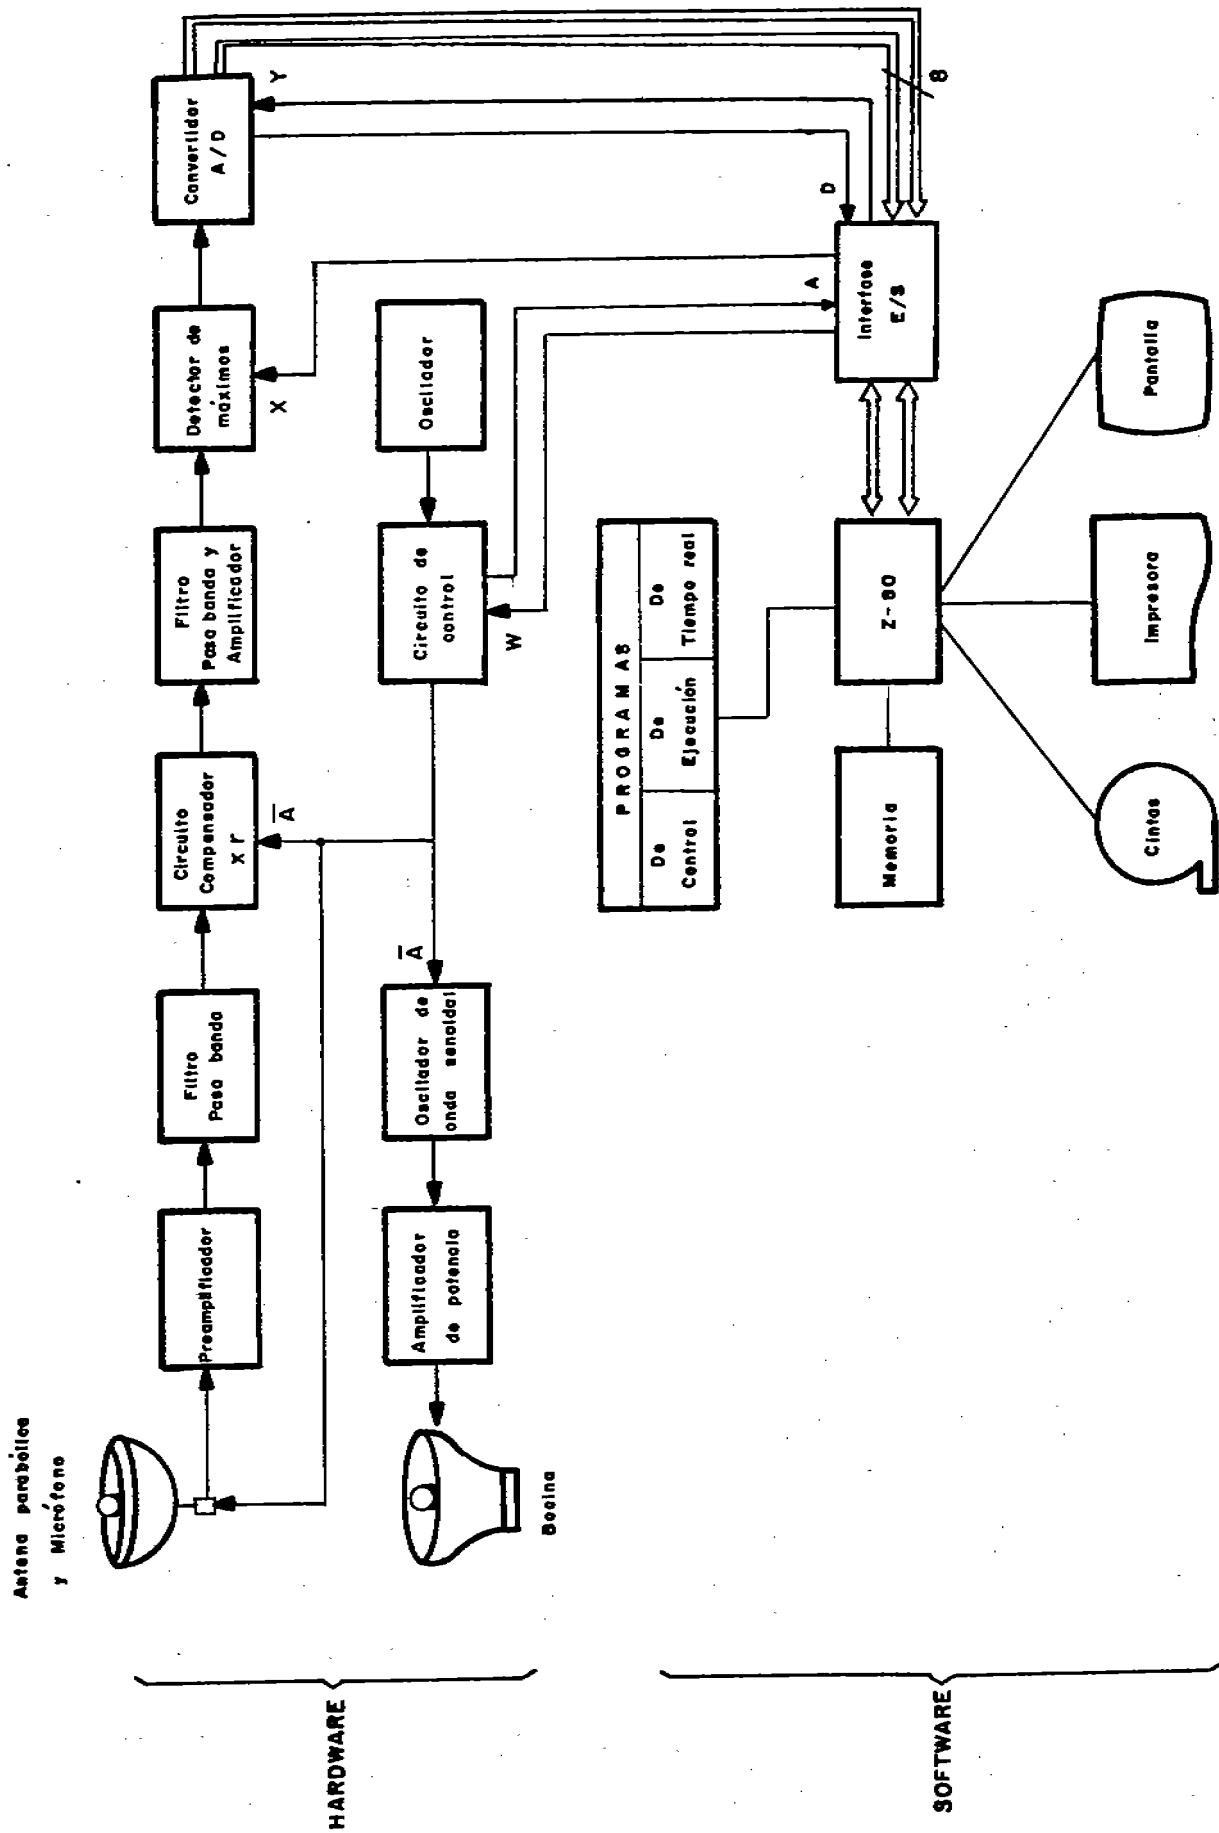 Antena parabólica
y Micrófono
Preamplificador
Filtro
Pasa banda
Circuito
Compensador
x r
A
Filtro
Pasa banda y
Amplificador
Detector de
máximos
X
Convertidor
A/D
Y
HARDWARE
Bocina
Amplificador
de potencia
Oscilador de
onda senoidal
A
Circuito de
control
W
Oscilador
PROGRAMAS
De
Control
De
Ejecución
De
Tiempo real
Memoria
Z-80
Interfase
E/S
A
D
8
SOFTWARE
Cintas
Impresora
Pantalla